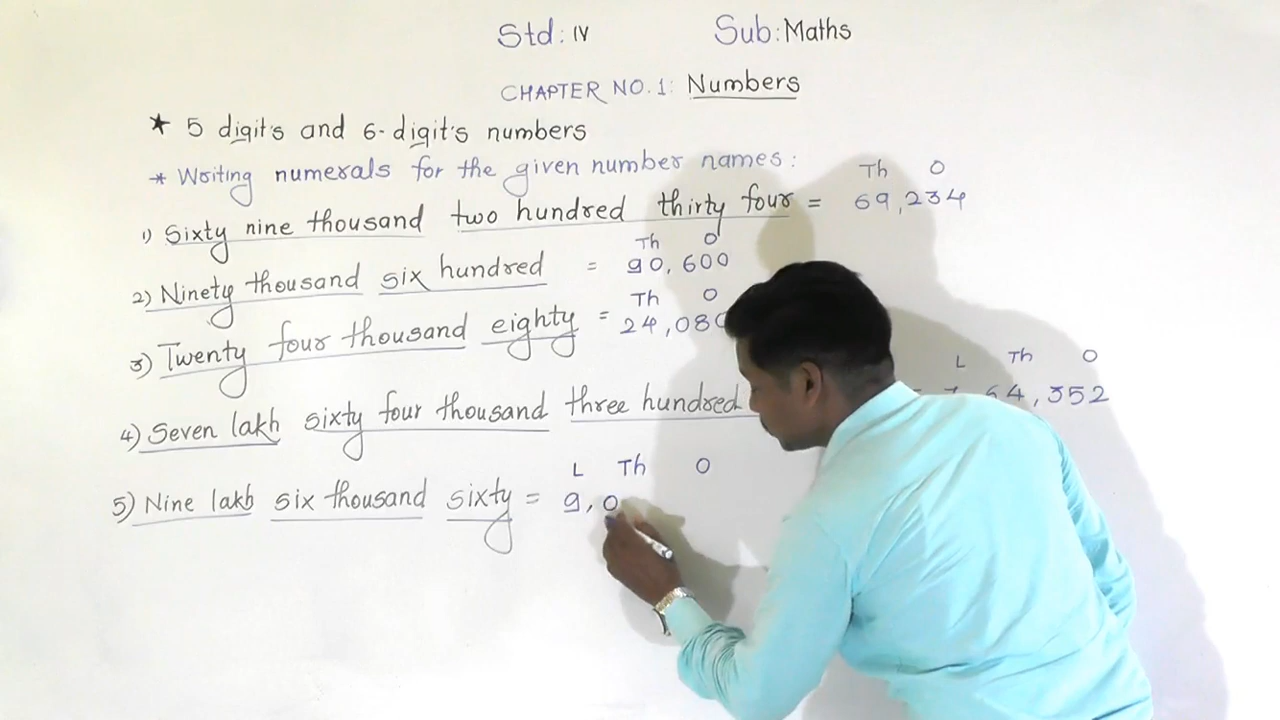 Std: IV Sub: Maths
CHAPTER NO. 1: Numbers
★ 5 digit's and 6-digit's numbers
* Writing numerals for the given number names:
Th O
1) Sixty nine thousand two hundred thirty four = 69,234
Th O
2) Ninety thousand six hundred = 90,600
Th O
3) Twenty four thousand eighty = 24,080
L Th O
4) Seven lakh sixty four thousand three hundred 64,352
L Th O
5) Nine lakh six thousand sixty = 9,0